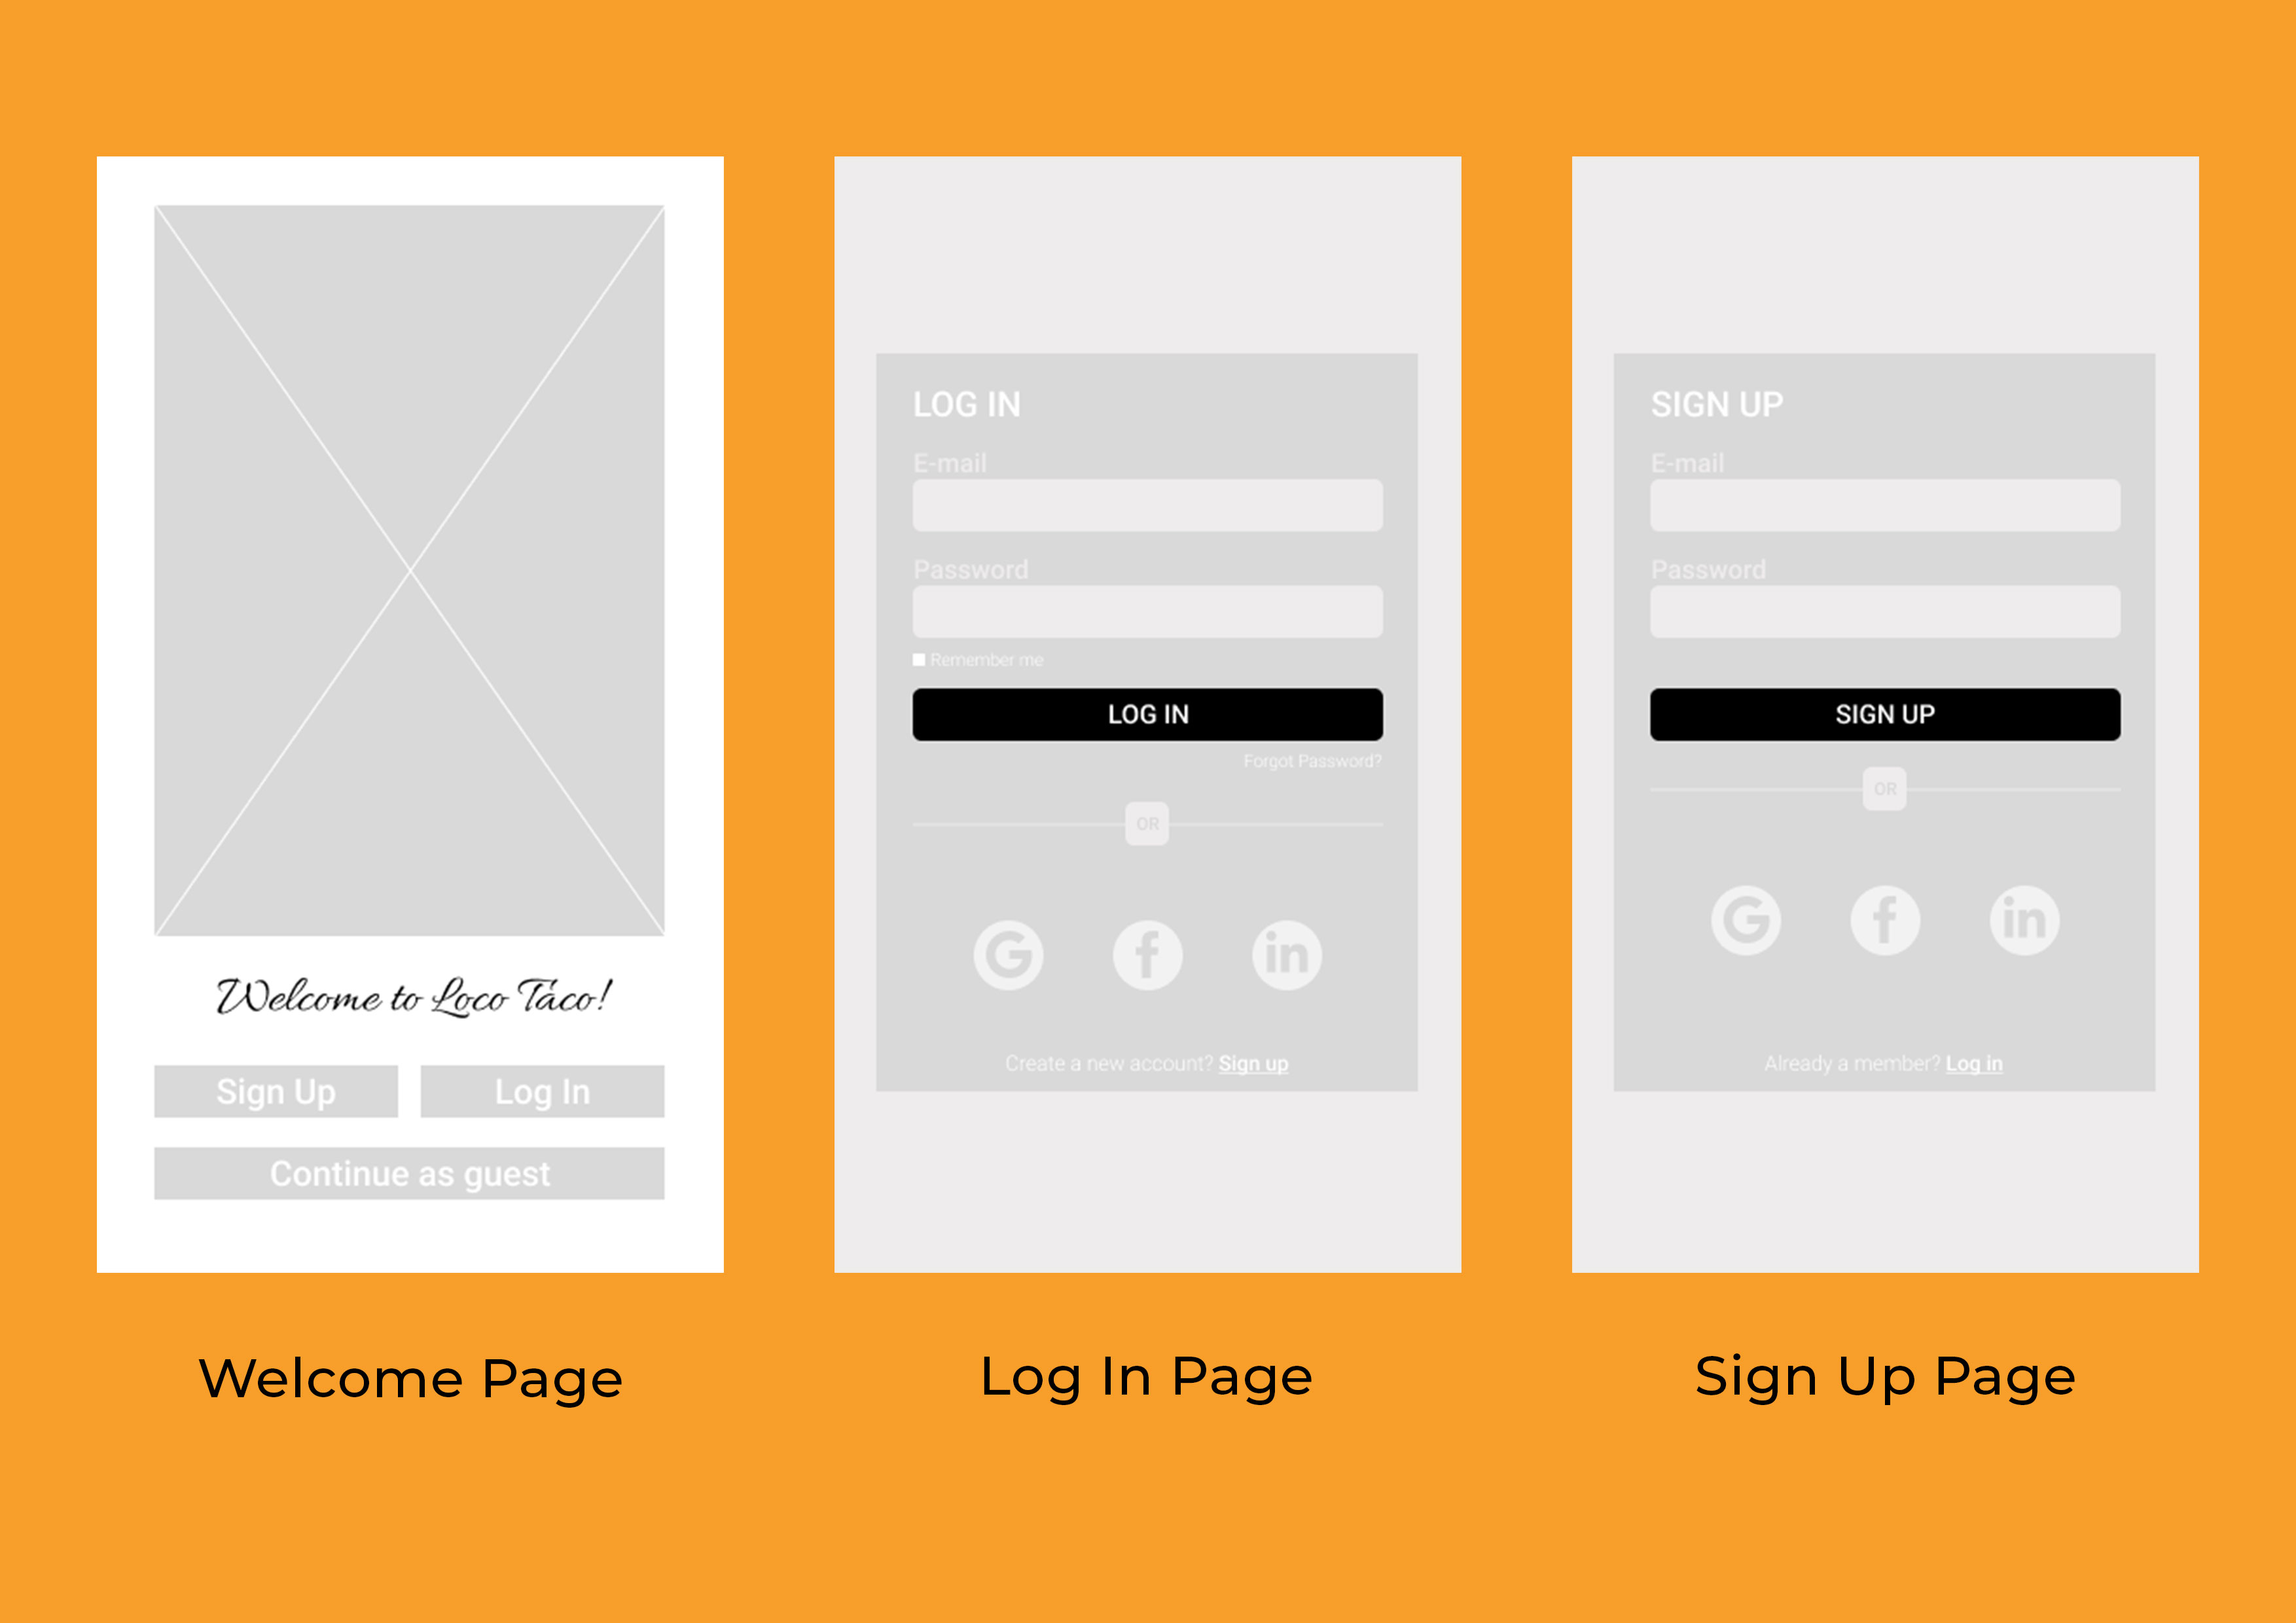 Welcome to Loco Taco!
Sign Up
Log In
Continue as guest
Welcome Page
LOG IN
E-mail
Password
Remember me
LOG IN
Forgot Password?
OR
G
f
in
Create a new account? Sign up
Log In Page
SIGN UP
E-mail
Password
SIGN UP
OR
G
f
in
Already a member? Log in
Sign Up Page